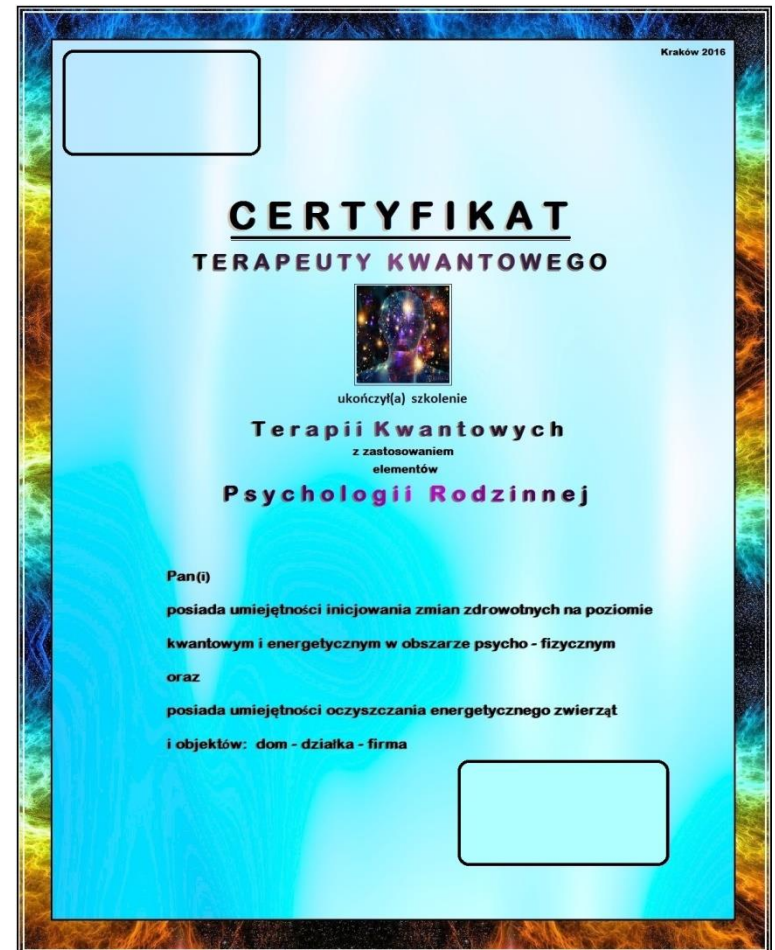 Kraków 2016
CERTYFIKAT
TERAPEUTY KWANTOWEGO
ukończył(a) szkolenie
Terapii Kwantowych
z zastosowaniem
elementów
Psychologii Rodzinnej
Pan(i)
posiada umiejętności inicjowania zmian zdrowotnych na poziomie
kwantowym i energetycznym w obszarze psycho - fizycznym
oraz
posiada umiejętności oczyszczania energetycznego zwierząt
i objektów: dom - działka - firma